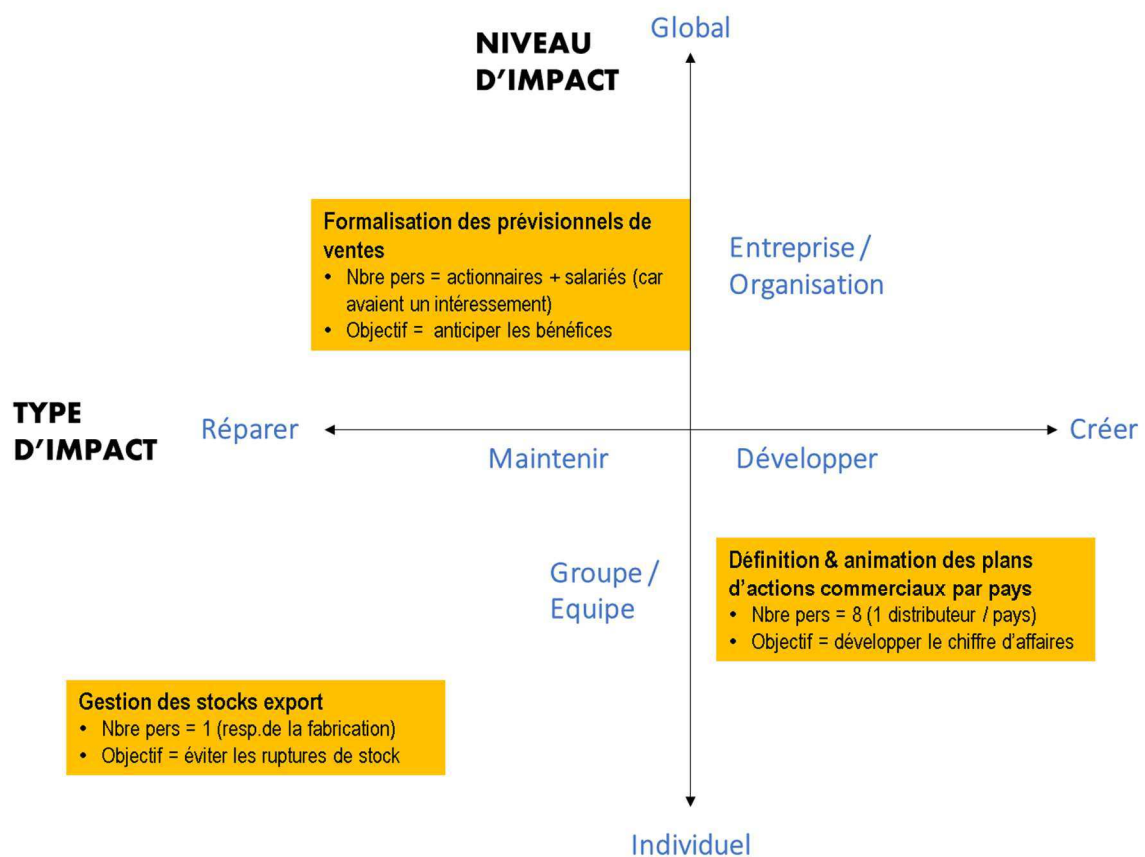 NIVEAU
D'IMPACT
Global
Formalisation des prévisionnels de
ventes
• Nbre pers = actionnaires + salariés (car
avaient un intéressement)
• Objectif = anticiper les bénéfices
Entreprise /
Organisation
TYPE
D'IMPACT
Réparer
Créer
Maintenir
Développer
Groupe /
Equipe
Définition & animation des plans
d'actions commerciaux par pays
• Nbre pers = 8 (1 distributeur / pays)
• Objectif = développer le chiffre d'affaires
Gestion des stocks export
• Nbre pers = 1 (resp.de la fabrication)
• Objectif = éviter les ruptures de stock
Individuel